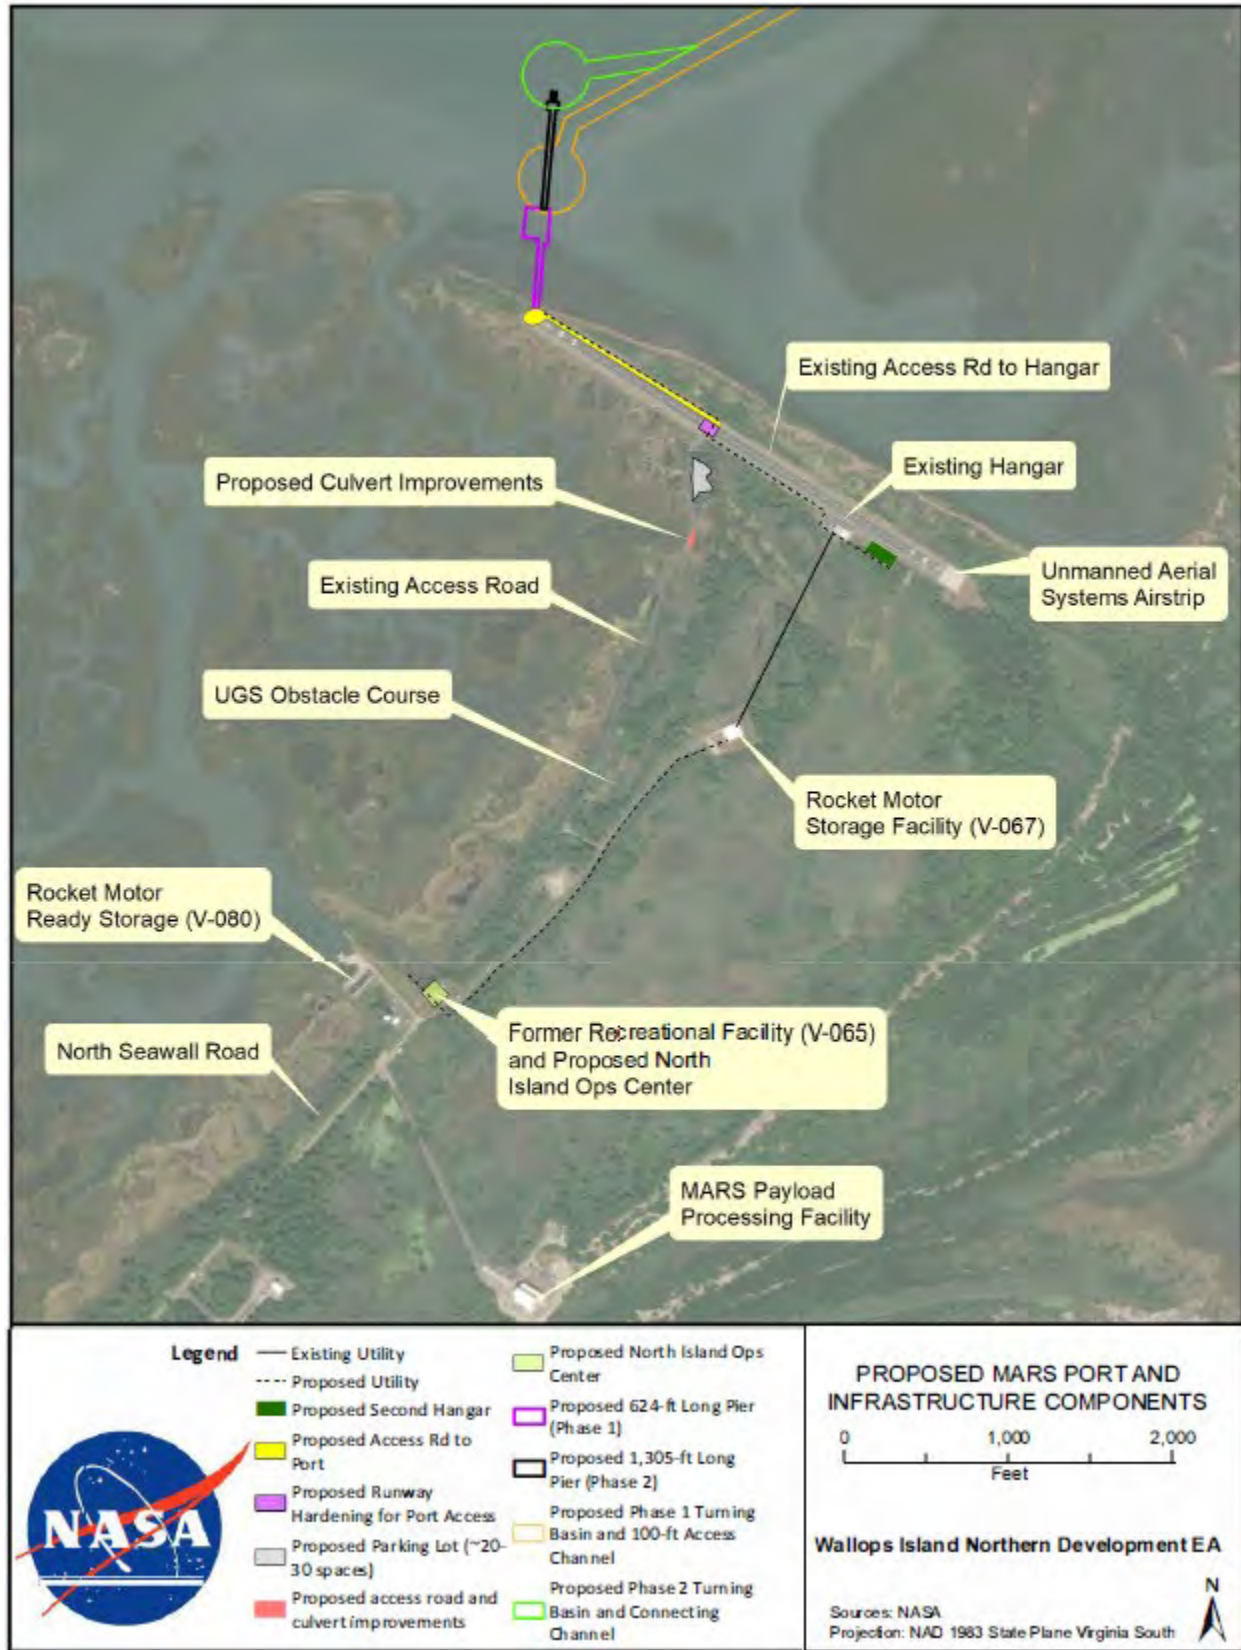 Existing Access Rd to Hangar
Existing Hangar
Proposed Culvert Improvements
Unmanned Aerial
Systems Airstrip
Existing Access Road
UGS Obstacle Course
Rocket Motor
Storage Facility (V-067)
Rocket Motor
Ready Storage (V-080)
Former Recreational Facility (V-065)
and Proposed North
Island Ops Center
North Seawall Road
MARS Payload
Processing Facility
Legend
Existing Utility
Proposed Utility
Proposed Second Hangar
Proposed Access Rd to
Port
Proposed Runway
Hardening for Port Access
Proposed Parking Lot (~20-
30 spaces)
Proposed access road and
culvert improvements
Proposed North Island Ops
Center
Proposed 624-ft Long Pier
(Phase 1)
Proposed 1,305-ft Long
Pier (Phase 2)
Proposed Phase 1 Turning
Basin and 100-ft Access
Channel
Proposed Phase 2 Turning
Basin and Connecting
Channel
NASA
PROPOSED MARS PORT AND
INFRASTRUCTURE COMPONENTS
0 1,000 2,000
Feet
Wallops Island Northern Development EA
N
Sources: NASA
Projection: NAD 1983 State Plane Virginia South